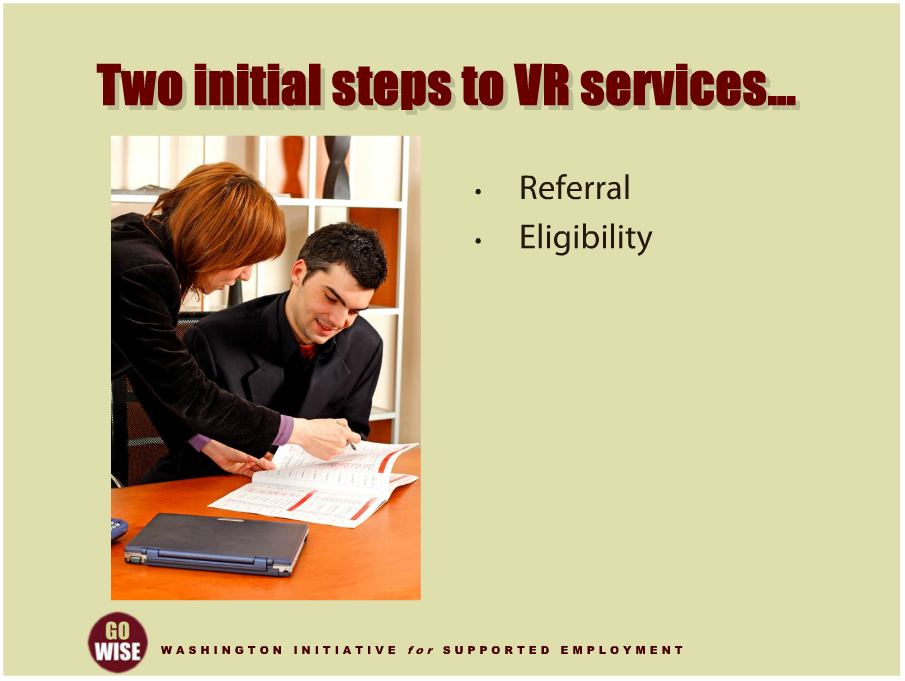 Two initial steps to VR services...
• Referral
• Eligibility
GO
WISE
WASHINGTON INITIATIVE for SUPPORTED EMPLOYMENT